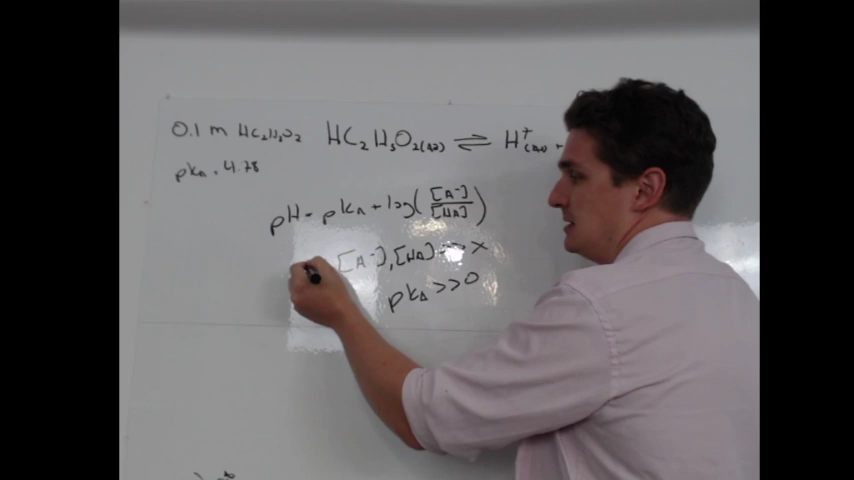 0.1 M HC₂H₃O₂ HC₂H₃O₂(aq) ⇌ H⁺(aq) +
pKa = 4.78
pH = pKa + log([A⁻]/[HA])
[A⁻], [HA] >> x
pKa >> 0